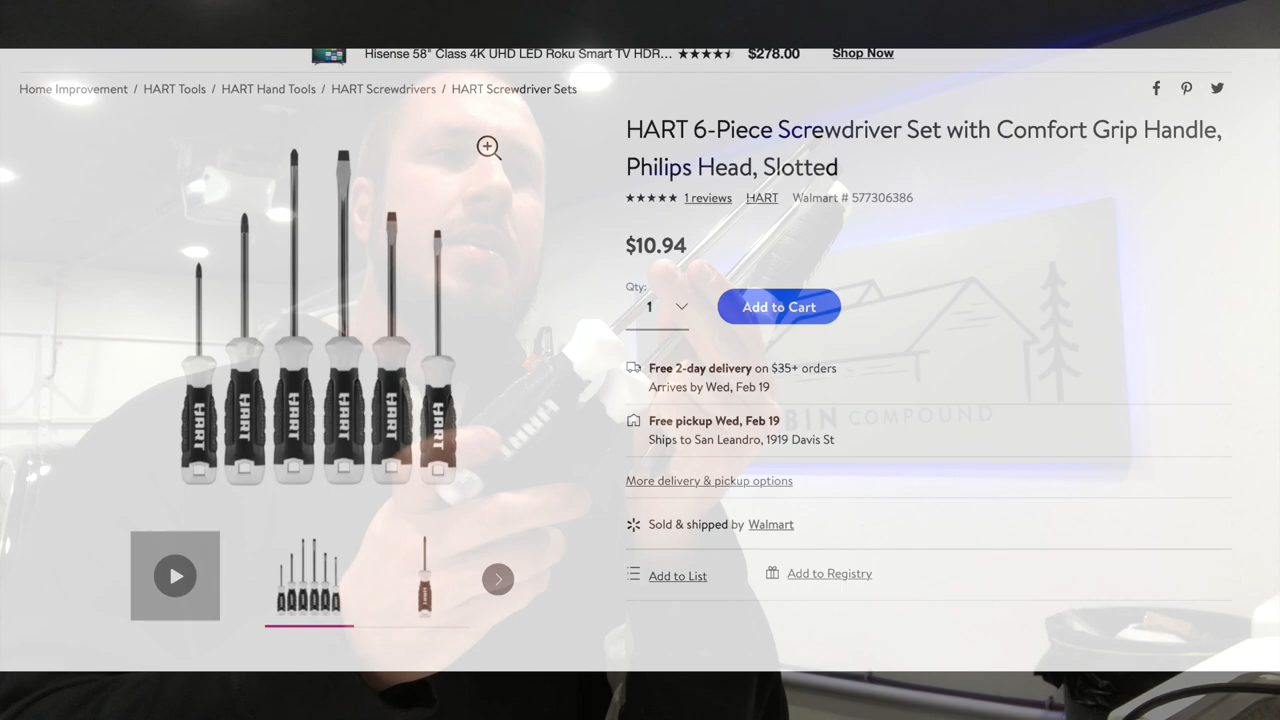 Hisense 58" Class 4K UHD LED Roku Smart TV HDR... $278.00 Shop Now
Home Improvement / HART Tools / HART Hand Tools / HART Screwdrivers / HART Screwdriver Sets
HART 6-Piece Screwdriver Set with Comfort Grip Handle,
Philips Head, Slotted
1 reviews HART Walmart # 577306386
$10.94
Qty:
1 Add to Cart
Free 2-day delivery on $35+ orders
Arrives by Wed, Feb 19
Free pickup Wed, Feb 19
Ships to San Leandro, 1919 Davis St
More delivery & pickup options
Sold & shipped by Walmart
Add to List Add to Registry
HART HART HART HART HART HART
BIN COMPOUND